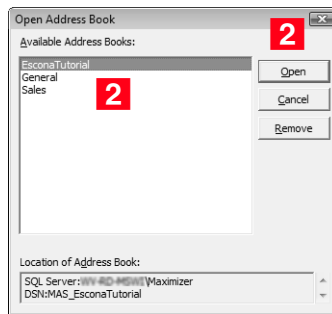 Open Address Book
2
Available Address Books:
EsconaTutorial
General
Sales
2
Open
Cancel
Remove
Location of Address Book:
SQL Server: \Maximizer
DSN:MAS_EsconaTutorial